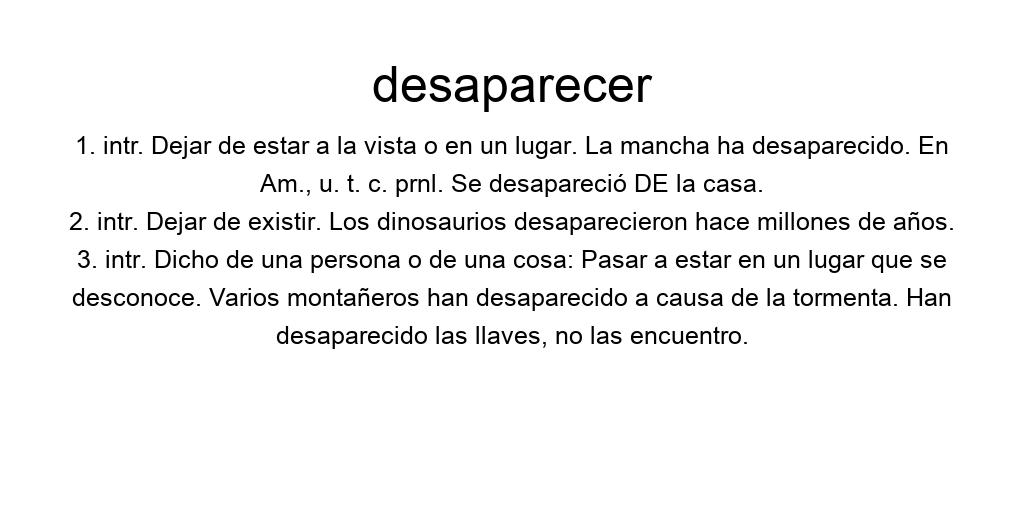 desaparecer
1. intr. Dejar de estar a la vista o en un lugar. La mancha ha desaparecido. En
Am., u. t. c. prnl. Se desapareció DE la casa.
2. intr. Dejar de existir. Los dinosaurios desaparecieron hace millones de años.
3. intr. Dicho de una persona o de una cosa: Pasar a estar en un lugar que se
desconoce. Varios montañeros han desaparecido a causa de la tormenta. Han
desaparecido las llaves, no las encuentro.